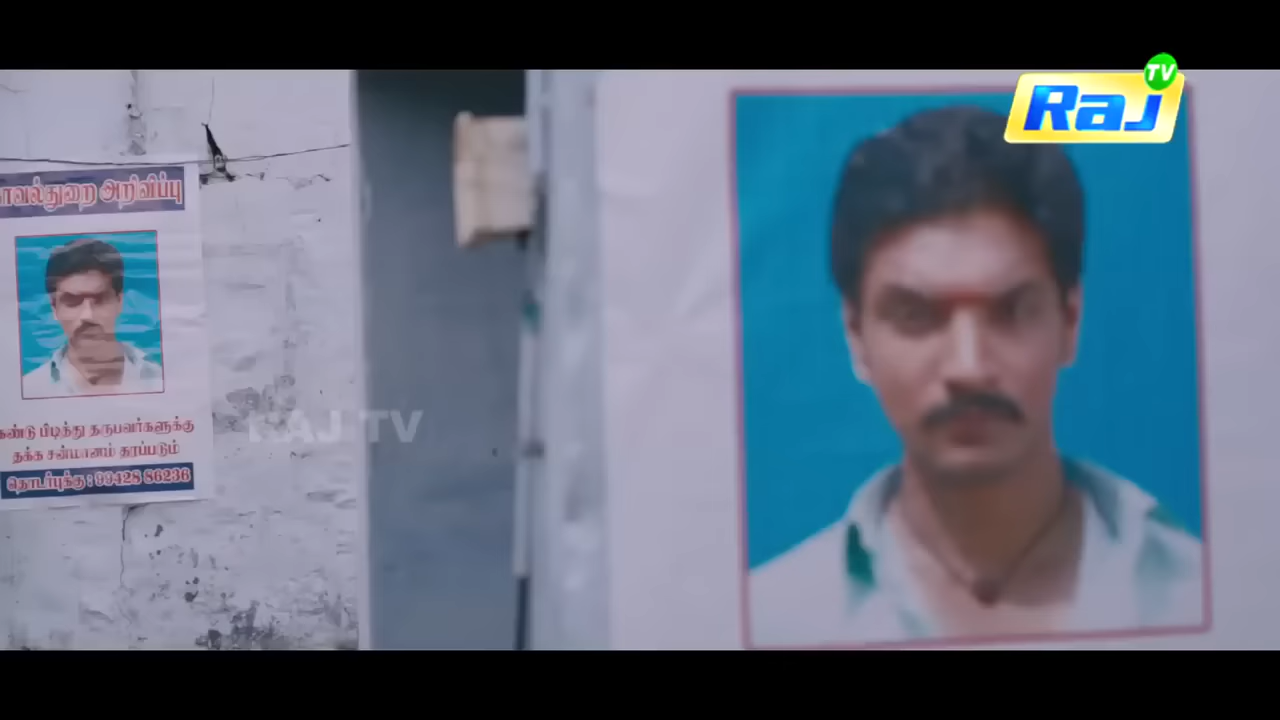 காவல்துறை அறிவிப்பு
கண்டு பிடித்து தருபவர்களுக்கு
தக்க சன்மானம் தரப்படும்
தொடர்புக்கு : 99428 86236
RAJ TV
Raj TV